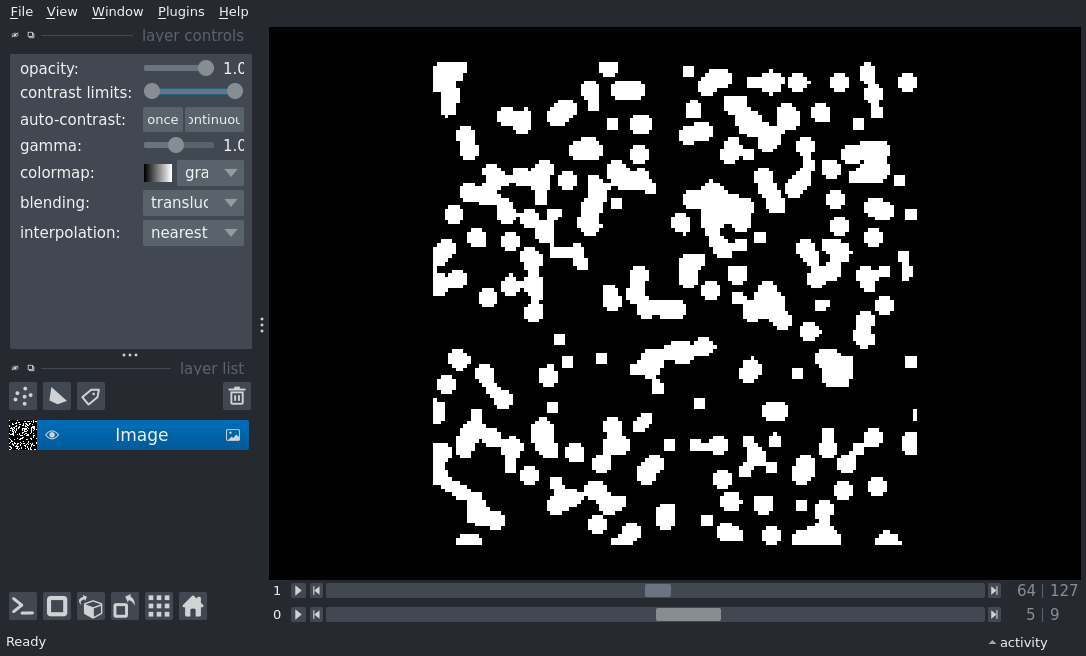 File View Window Plugins Help
layer controls
opacity: 1.0
contrast limits:
auto-contrast: once ontinuou
gamma: 1.0
colormap: gra
blending: transluc
interpolation: nearest
layer list
Image
1 64 | 127
0 5 | 9
Ready activity